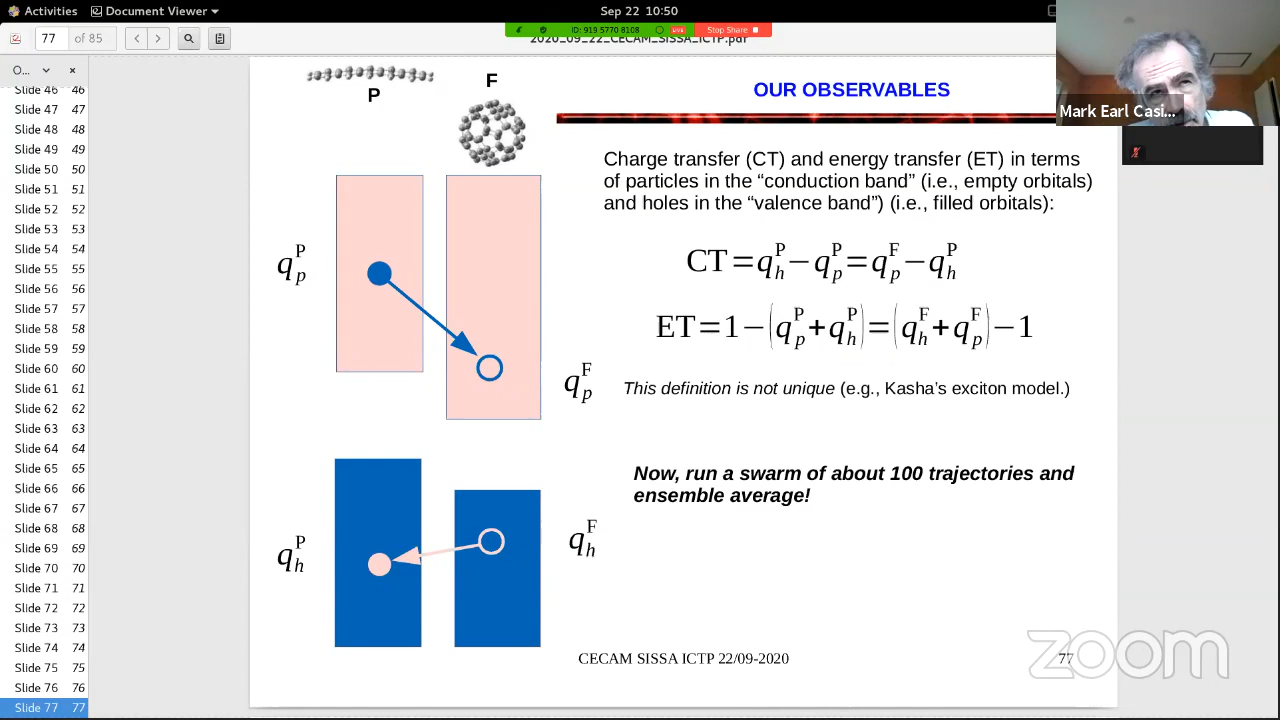 Activities
Document Viewer
Sep 22 10:50
77 of 85
ID: 919 5770 8108
LIVE
Stop Share
2020_09_22_CECAM_SISSA_ICTP.pdf
O...
Slide 46 46
Slide 47 47
Slide 48 48
Slide 49 49
Slide 50 50
Slide 51 51
Slide 52 52
Slide 53 53
Slide 54 54
Slide 55 55
Slide 56 56
Slide 57 57
Slide 58 58
Slide 59 59
Slide 60 60
Slide 61 61
Slide 62 62
Slide 63 63
Slide 64 64
Slide 65 65
Slide 66 66
Slide 67 67
Slide 68 68
Slide 69 69
Slide 70 70
Slide 71 71
Slide 72 72
Slide 73 73
Slide 74 74
Slide 75 75
Slide 76 76
Slide 77 77
P
F
OUR OBSERVABLES
Mark Earl Casi...
Charge transfer (CT) and energy transfer (ET) in terms
of particles in the “conduction band” (i.e., empty orbitals)
and holes in the “valence band”) (i.e., filled orbitals):
q_p^P
CT=q_h^P−q_p^P=q_p^F−q_h^P
ET=1−(q_p^P+q_h^P)=(q_h^F+q_p^F)−1
q_p^F
This definition is not unique (e.g., Kasha’s exciton model.)
Now, run a swarm of about 100 trajectories and
ensemble average!
q_h^P
q_h^F
CECAM SISSA ICTP 22/09-2020
77
zoom